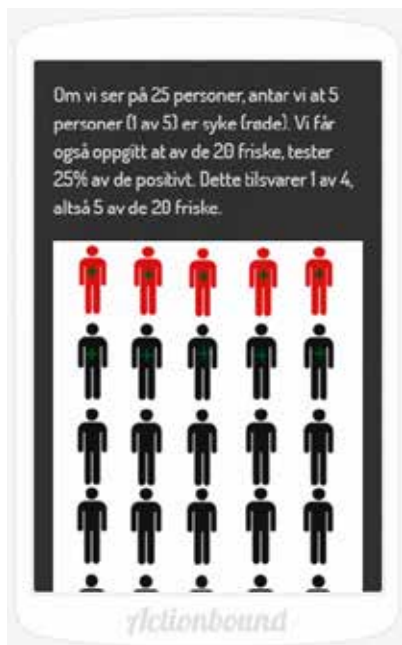 Om vi ser på 25 personer, antar vi at 5
personer (1 av 5) er syke (røde). Vi får
også oppgitt at av de 20 friske, tester
25% av de positivt. Dette tilsvarer 1 av 4,
altså 5 av de 20 friske.
Actionbound